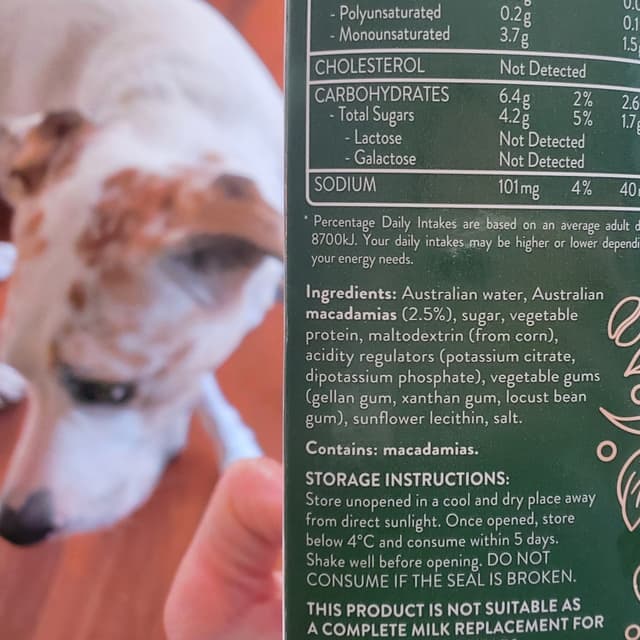 - Polyunsaturated 0.2g 0.1
- Monounsaturated 3.7g 1.5
CHOLESTEROL Not Detected
CARBOHYDRATES 6.4g 2% 2.6
- Total Sugars 4.2g 5% 1.7g
- Lactose Not Detected
- Galactose Not Detected
SODIUM 101mg 4% 40
* Percentage Daily Intakes are based on an average adult d
8700kJ. Your daily intakes may be higher or lower dependi
your energy needs.
Ingredients: Australian water, Australian
macadamias (2.5%), sugar, vegetable
protein, maltodextrin (from corn),
acidity regulators (potassium citrate,
dipotassium phosphate), vegetable gums
(gellan gum, xanthan gum, locust bean
gum), sunflower lecithin, salt.
Contains: macadamias.
STORAGE INSTRUCTIONS:
Store unopened in a cool and dry place away
from direct sunlight. Once opened, store
below 4°C and consume within 5 days.
Shake well before opening. DO NOT
CONSUME IF THE SEAL IS BROKEN.
THIS PRODUCT IS NOT SUITABLE AS
A COMPLETE MILK REPLACEMENT FOR